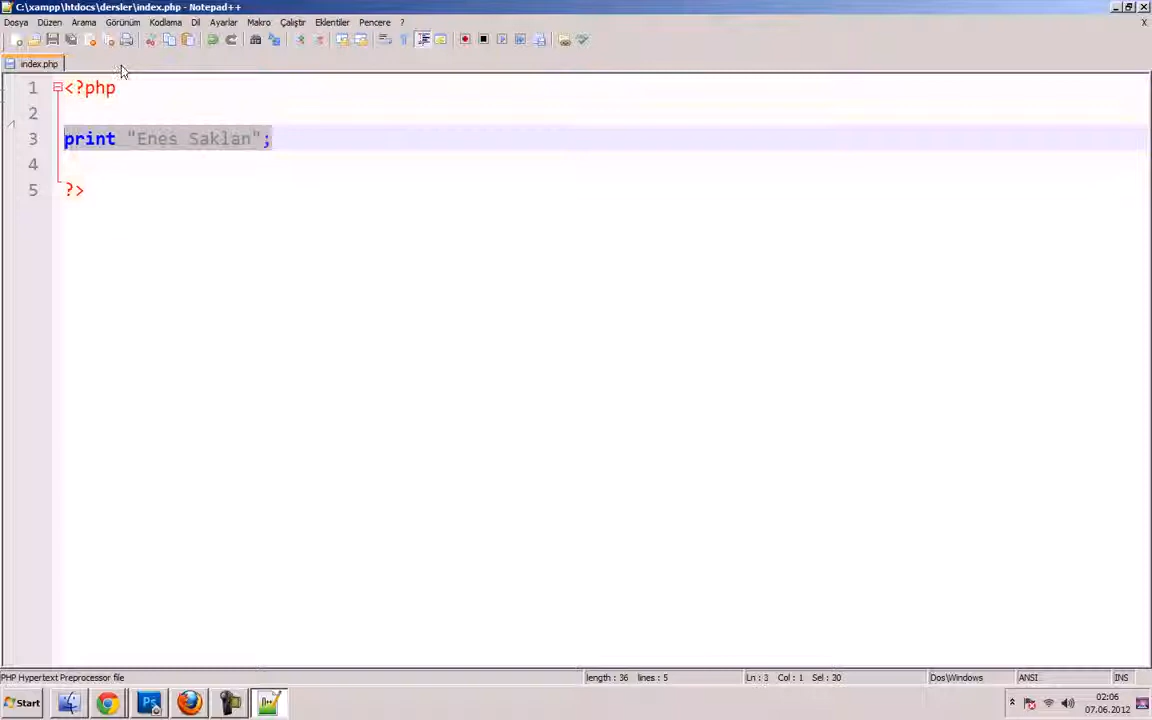 C:\xampp\htdocs\dersler\index.php - Notepad++
Dosya Düzen Arama Görünüm Kodlama Dil Ayarlar Makro Çalıştır Eklentiler Pencere ? X
index.php
1 <?php
2
3 print "Enes Saklan";
4
5 ?>
PHP Hypertext Preprocessor file length : 36 lines : 5 Ln : 3 Col : 1 Sel : 30 Dos\Windows ANSI INS
Start Ps 02:06
07.06.2012